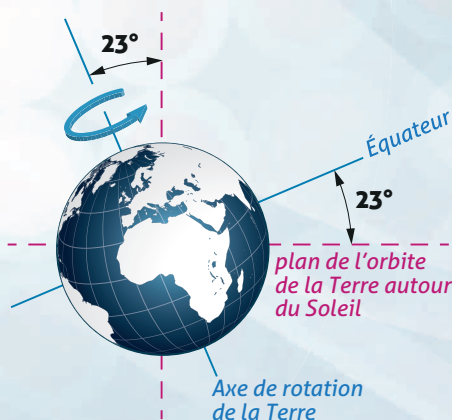 23°
Équateur
23°
plan de l'orbite
de la Terre autour
du Soleil
Axe de rotation
de la Terre